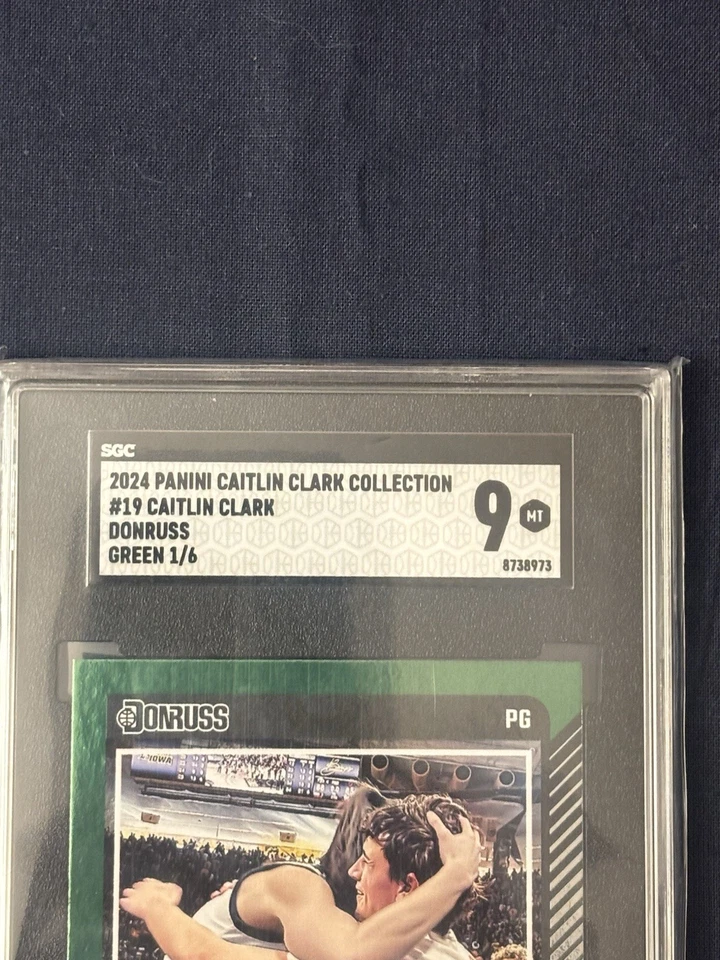 SGC
2024 PANINI CAITLIN CLARK COLLECTION
#19 CAITLIN CLARK
DONRUSS
GREEN 1/6
9
MT
8738973
DONRUSS
PG
IOWA